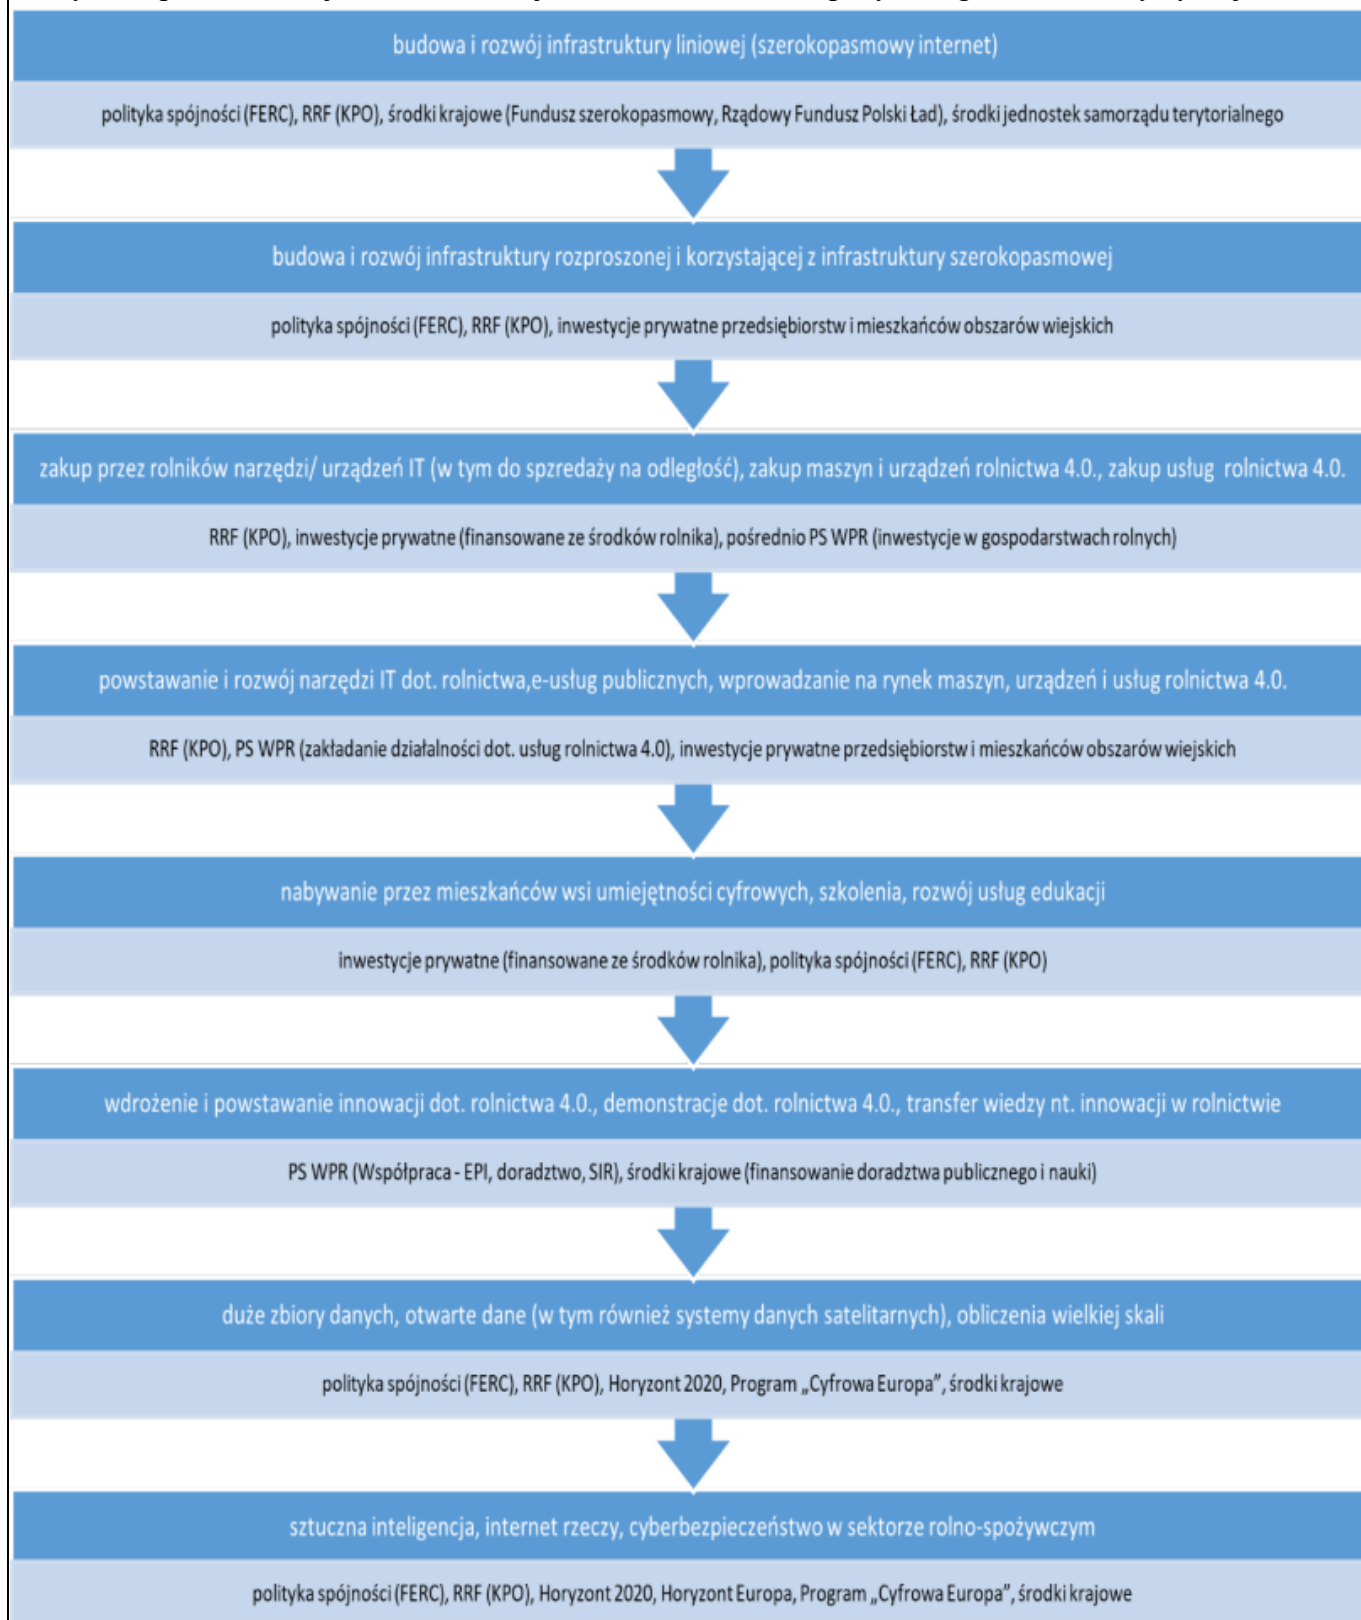 budowa i rozwój infrastruktury liniowej (szerokopasmowy internet)
polityka spójności (FERC), RRF (KPO), środki krajowe (Fundusz szerokopasmowy, Rządowy Fundusz Polski Ład), środki jednostek samorządu terytorialnego
budowa i rozwój infrastruktury rozproszonej i korzystającej z infrastruktury szerokopasmowej
polityka spójności (FERC), RRF (KPO), inwestycje prywatne przedsiębiorstw i mieszkańców obszarów wiejskich
zakup przez rolników narzędzi/ urządzeń IT (w tym do spzredaży na odległość), zakup maszyn i urządzeń rolnictwa 4.0., zakup usług rolnictwa 4.0.
RRF (KPO), inwestycje prywatne (finansowane ze środków rolnika), pośrednio PS WPR (inwestycje w gospodarstwach rolnych)
powstawanie i rozwój narzędzi IT dot. rolnictwa,e-usług publicznych, wprowadzanie na rynek maszyn, urządzeń i usług rolnictwa 4.0.
RRF (KPO), PS WPR (zakładanie działalności dot. usług rolnictwa 4.0), inwestycje prywatne przedsiębiorstw i mieszkańców obszarów wiejskich
nabywanie przez mieszkańców wsi umiejętności cyfrowych, szkolenia, rozwój usług edukacji
inwestycje prywatne (finansowane ze środków rolnika), polityka spójności (FERC), RRF (KPO)
wdrożenie i powstawanie innowacji dot. rolnictwa 4.0., demonstracje dot. rolnictwa 4.0., transfer wiedzy nt. innowacji w rolnictwie
PS WPR (Współpraca - EPI, doradztwo, SIR), środki krajowe (finansowanie doradztwa publicznego i nauki)
duże zbiory danych, otwarte dane (w tym również systemy danych satelitarnych), obliczenia wielkiej skali
polityka spójności (FERC), RRF (KPO), Horyzont 2020, Program „Cyfrowa Europa”, środki krajowe
sztuczna inteligencja, internet rzeczy, cyberbezpieczeństwo w sektorze rolno-spożywczym
polityka spójności (FERC), RRF (KPO), Horyzont 2020, Horyzont Europa, Program „Cyfrowa Europa”, środki krajowe